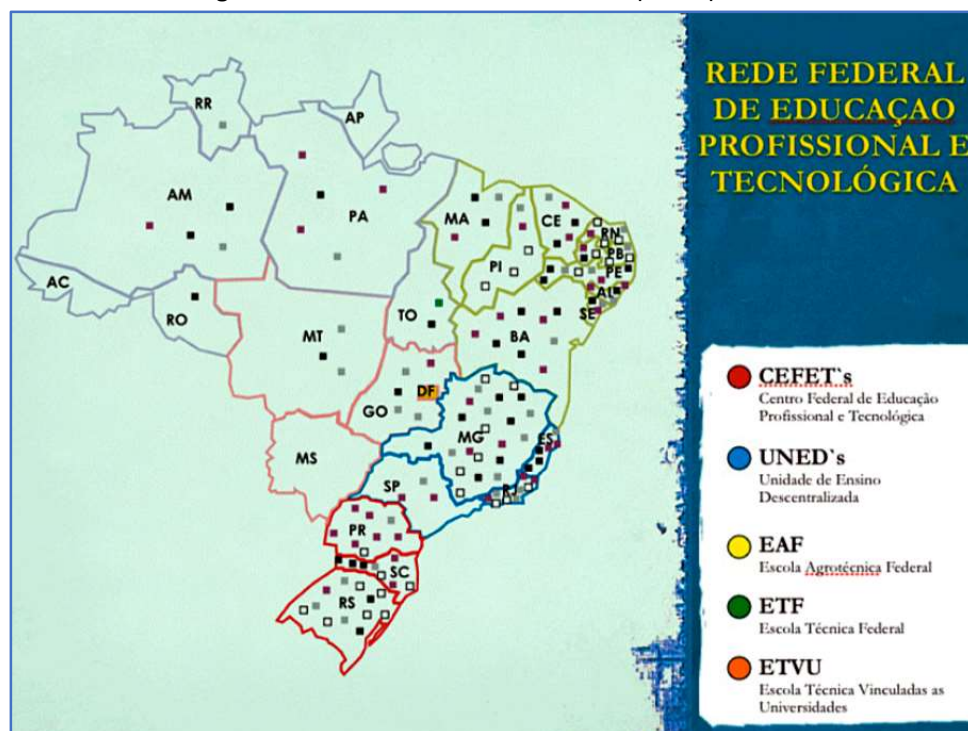 REDE FEDERAL
DE EDUCAÇAO
PROFISSIONAL E
TECNOLÓGICA
RR
AP
AM
PA
MA
CE
RN
PB
PI
PE
AC
AL
RO
TO
SE
MT
BA
DF
GO
MG
ES
MS
SP
RJ
PR
SC
RS
CEFET`s
Centro Federal de Educação
Profissional e Tecnológica
UNED`s
Unidade de Ensino
Descentralizada
EAF
Escola Agrotécnica Federal
ETF
Escola Técnica Federal
ETVU
Escola Técnica Vinculadas as
Universidades